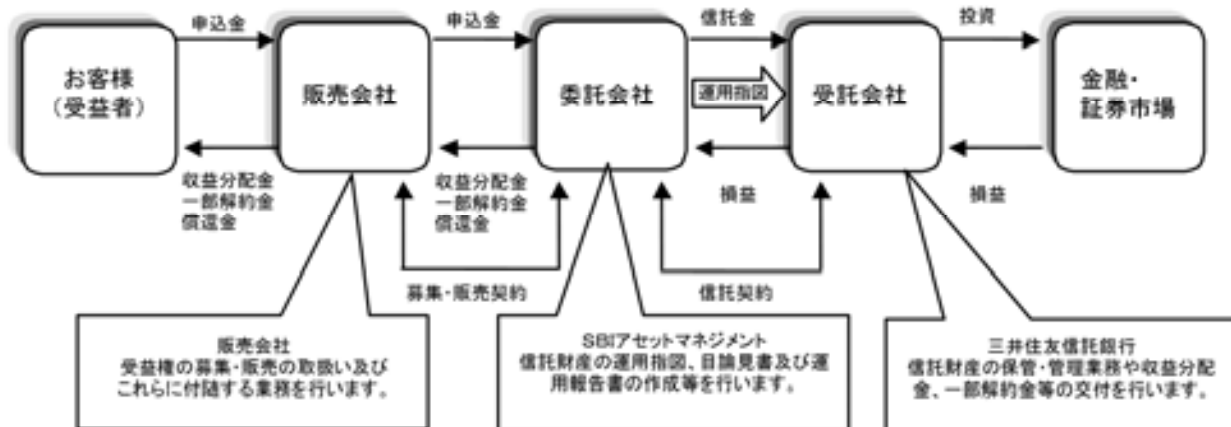 申込金
申込金
信託金
投資
お客様
（受益者）
販売会社
委託会社
運用指図
受託会社
金融・
証券市場
収益分配金
一部解約金
償還金
収益分配金
一部解約金
償還金
損益
損益
募集・販売契約
信託契約
販売会社
受益権の募集・販売の取扱い及び
これらに付随する業務を行います。
SBIアセットマネジメント
信託財産の運用指図、目論見書及び運
用報告書の作成等を行います。
三井住友信託銀行
信託財産の保管・管理業務や収益分配
金、一部解約金等の交付を行います。